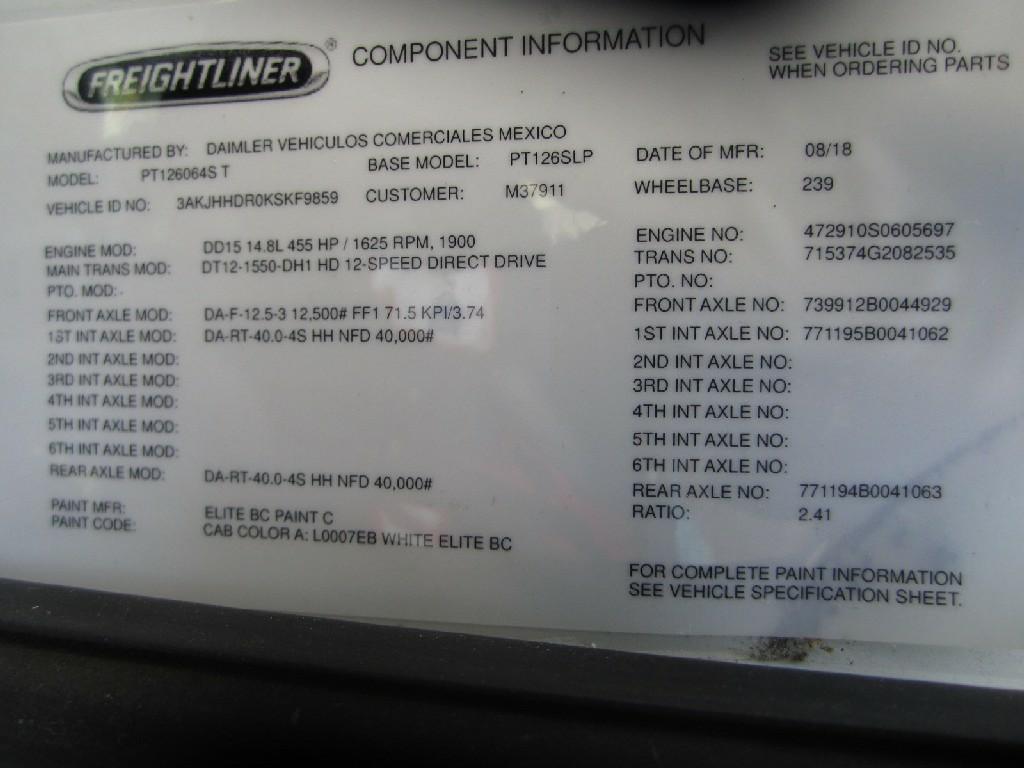 FREIGHTLINER®
COMPONENT INFORMATION
SEE VEHICLE ID NO.
WHEN ORDERING PARTS
MANUFACTURED BY: DAIMLER VEHICULOS COMERCIALES MEXICO
MODEL: PT126064S T BASE MODEL: PT126SLP DATE OF MFR: 08/18
VEHICLE ID NO: 3AKJHHDR0KSKF9859 CUSTOMER: M37911 WHEELBASE: 239
ENGINE MOD: DD15 14.8L 455 HP / 1625 RPM, 1900 ENGINE NO: 472910S0605697
MAIN TRANS MOD: DT12-1550-DH1 HD 12-SPEED DIRECT DRIVE TRANS NO: 715374G2082535
PTO. MOD: PTO. NO:
FRONT AXLE MOD: DA-F-12.5-3 12,500# FF1 71.5 KPI/3.74 FRONT AXLE NO: 739912B0044929
1ST INT AXLE MOD: DA-RT-40.0-4S HH NFD 40,000# 1ST INT AXLE NO: 771195B0041062
2ND INT AXLE MOD: 2ND INT AXLE NO:
3RD INT AXLE MOD: 3RD INT AXLE NO:
4TH INT AXLE MOD: 4TH INT AXLE NO:
5TH INT AXLE MOD: 5TH INT AXLE NO:
6TH INT AXLE MOD: 6TH INT AXLE NO:
REAR AXLE MOD: DA-RT-40.0-4S HH NFD 40,000# REAR AXLE NO: 771194B0041063
PAINT MFR: ELITE BC PAINT C RATIO: 2.41
PAINT CODE: CAB COLOR A: L0007EB WHITE ELITE BC
FOR COMPLETE PAINT INFORMATION
SEE VEHICLE SPECIFICATION SHEET.